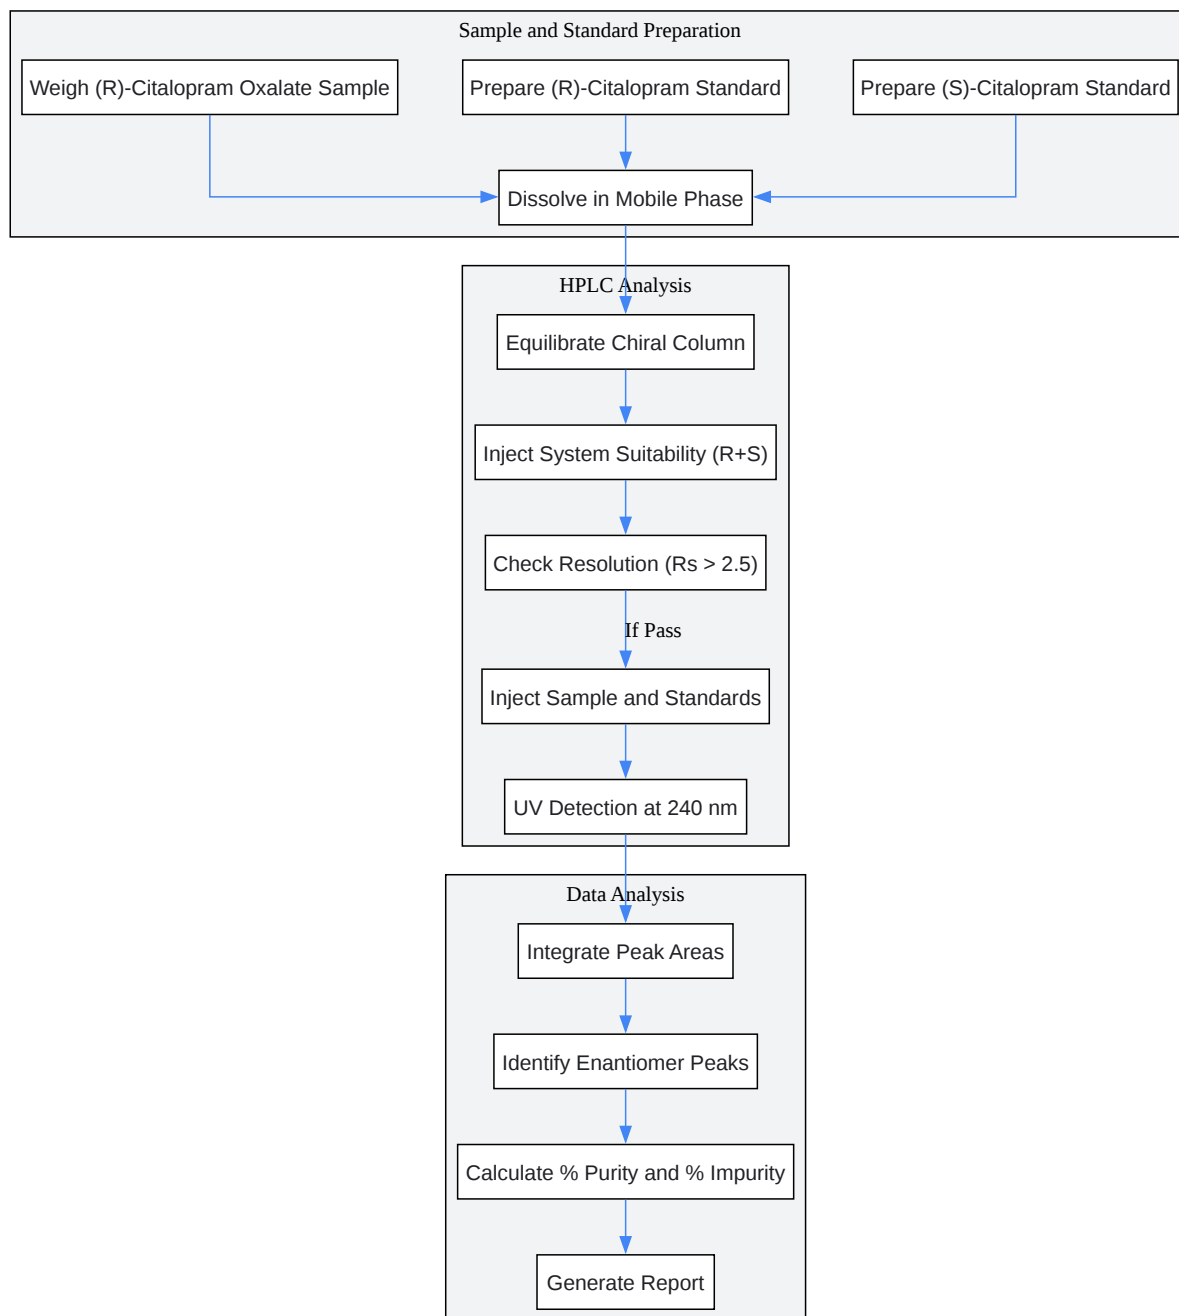 Sample and Standard Preparation
Weigh (R)-Citalopram Oxalate Sample
Prepare (R)-Citalopram Standard
Prepare (S)-Citalopram Standard
Dissolve in Mobile Phase
HPLC Analysis
Equilibrate Chiral Column
Inject System Suitability (R+S)
Check Resolution (Rs > 2.5)
If Pass
Inject Sample and Standards
UV Detection at 240 nm
Data Analysis
Integrate Peak Areas
Identify Enantiomer Peaks
Calculate % Purity and % Impurity
Generate Report